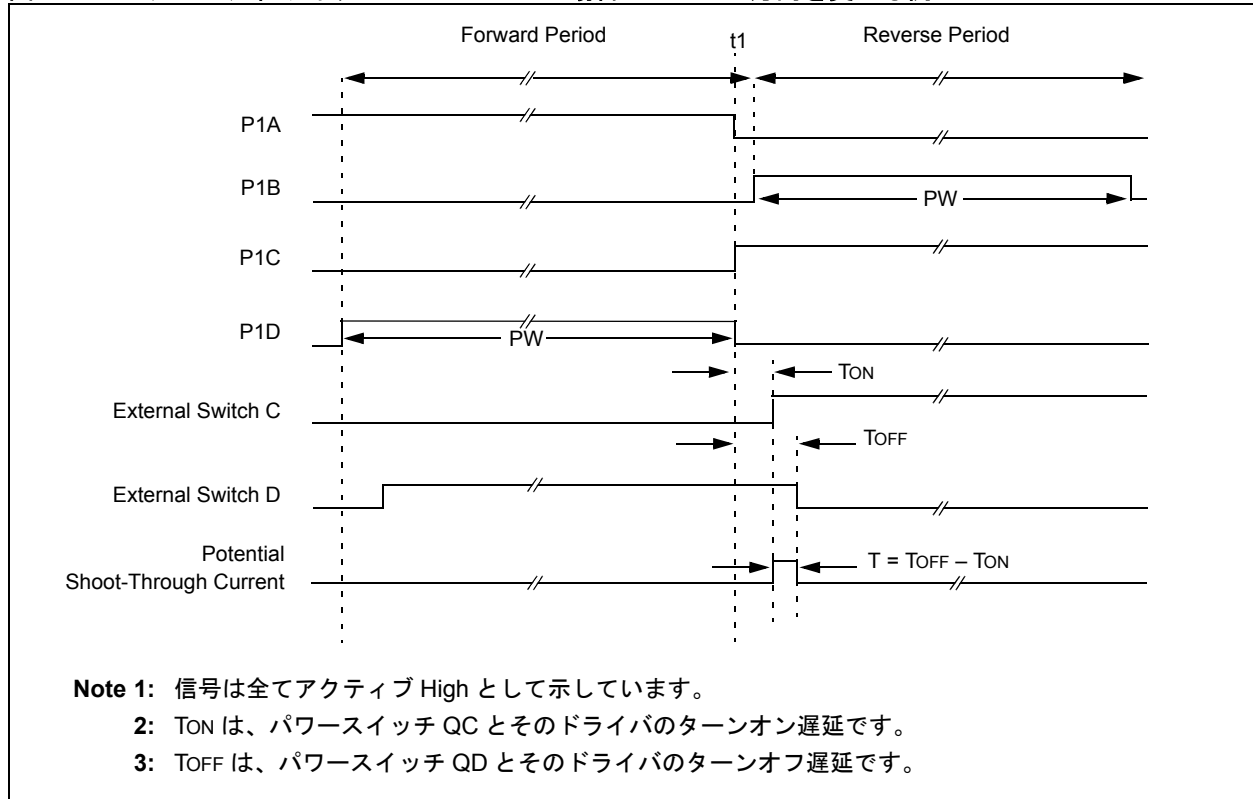 Forward Period
t1
Reverse Period
P1A
P1B
PW
P1C
P1D
PW
TON
External Switch C
TOFF
External Switch D
Potential
Shoot-Through Current
T = TOFF – TON
Note 1: 信号は全てアクティブ High として示しています。
2: TON は、パワースイッチ QC とそのドライバのターンオン遅延です。
3: TOFF は、パワースイッチ QD とそのドライバのターンオフ遅延です。